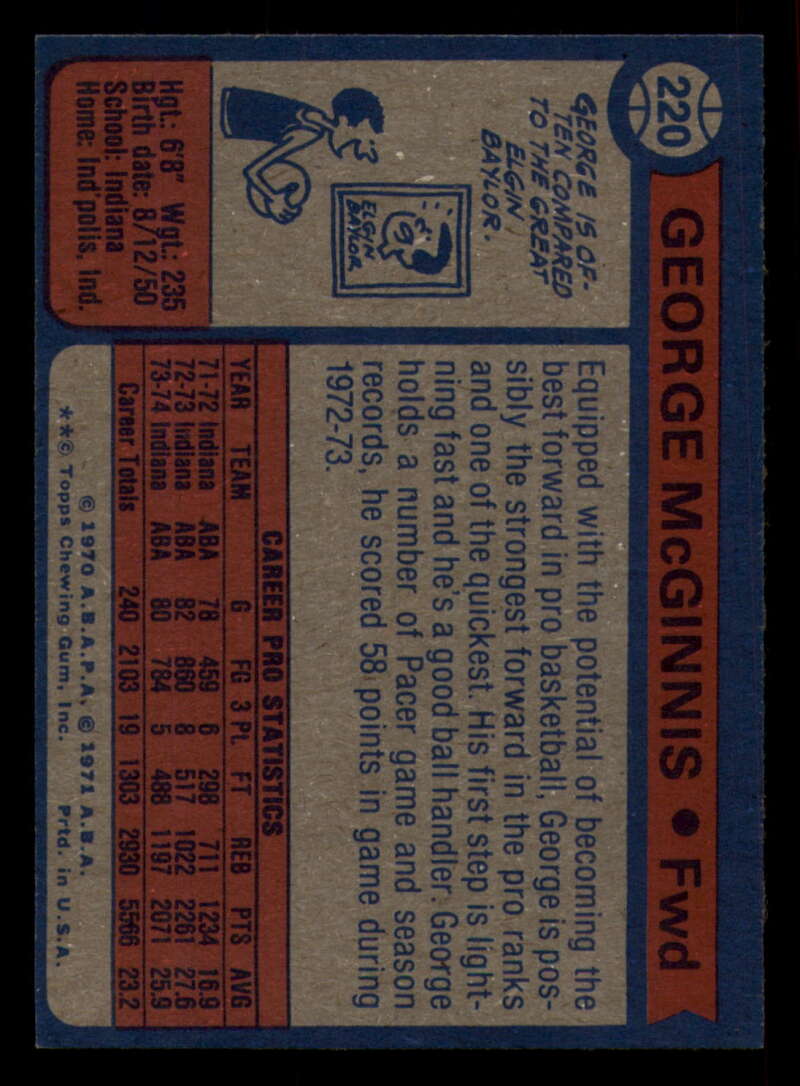 220
GEORGE McGINNIS • Fwd
GEORGE IS OF-
TEN COMPARED
TO THE GREAT
ELGIN
BAYLOR.
ELGIN
BAYLOR
Hgt.: 6'8" Wgt.: 235
Birth date: 8/12/50
School: Indiana
Home: Ind'polis, Ind.
Equipped with the potential of becoming the
best forward in pro basketball, George is pos-
sibly the strongest forward in the pro ranks
and one of the quickest. His first step is light-
ning fast and he's a good ball handler. George
holds a number of Pacer game and season
records, he scored 58 points in game during
1972-73.
CAREER PRO STATISTICS
YEAR TEAM G FG 3 Pt. FT REB PTS AVG
71-72 Indiana ABA 78 459 6 298 711 1234 16.9
72-73 Indiana ABA 82 860 8 517 1022 2261 27.6
73-74 Indiana ABA 80 784 5 488 1197 2071 25.9
Career Totals 240 2103 19 1303 2930 5566 23.2
© 1970 A.B.A.P.A. © 1971 A.B.A.
**© Topps Chewing Gum, Inc. Prtd. in U.S.A.